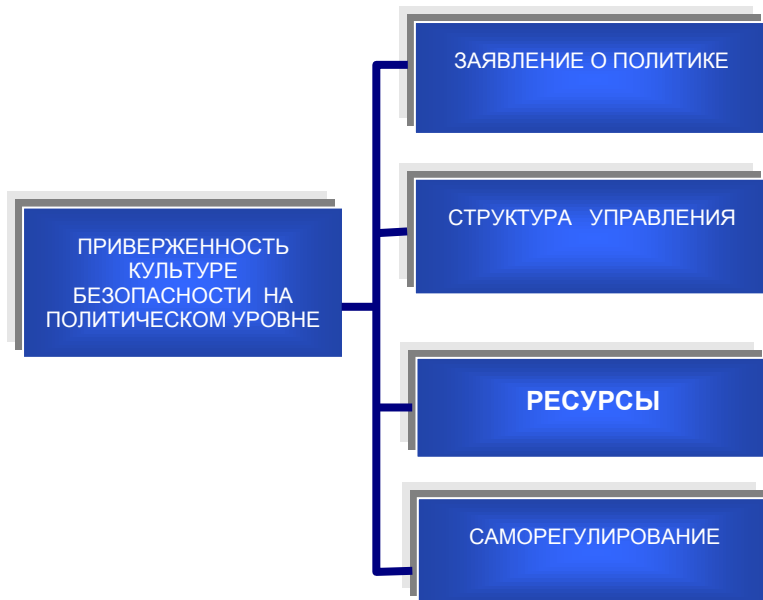 ЗАЯВЛЕНИЕ О ПОЛИТИКЕ
СТРУКТУРА УПРАВЛЕНИЯ
ПРИВЕРЖЕННОСТЬ
КУЛЬТУРЕ
БЕЗОПАСНОСТИ НА
ПОЛИТИЧЕСКОМ УРОВНЕ
РЕСУРСЫ
САМОРЕГУЛИРОВАНИЕ